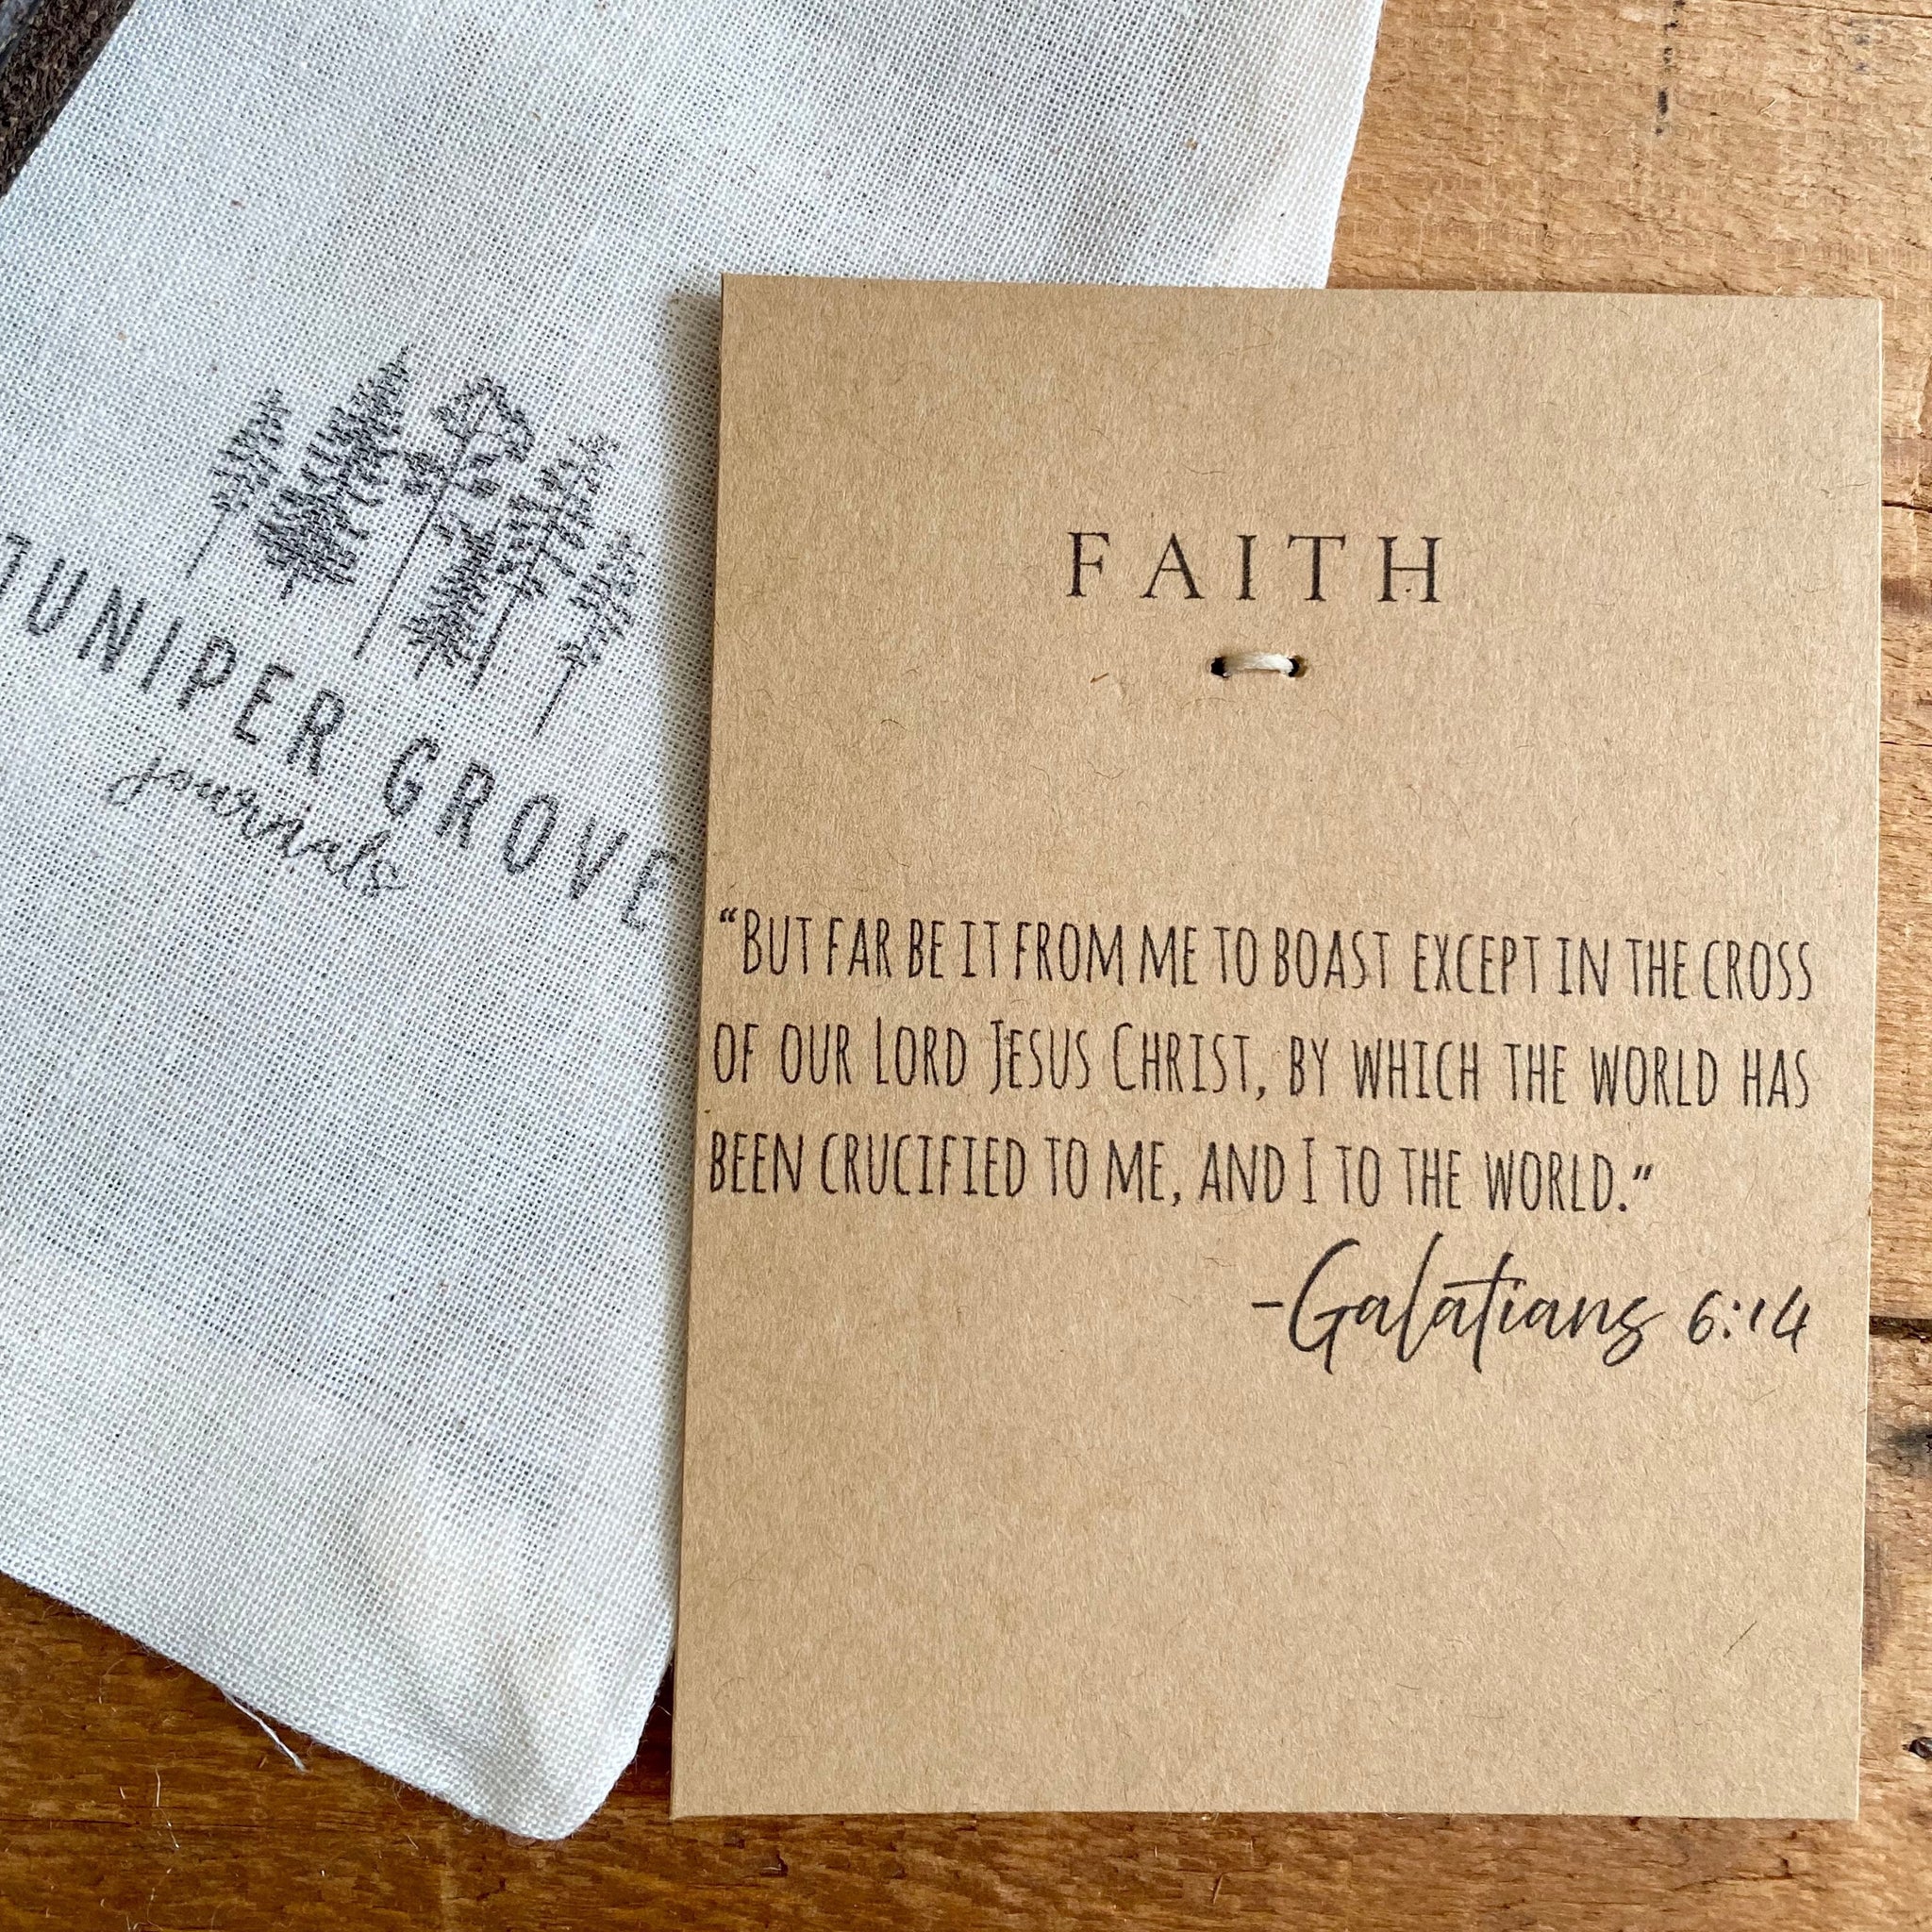 JUNIPER GROVE
journals
FAITH
“But far be it from me to boast except in the cross
of our Lord Jesus Christ, by which the world has
been crucified to me, and I to the world.”
-Galatians 6:14